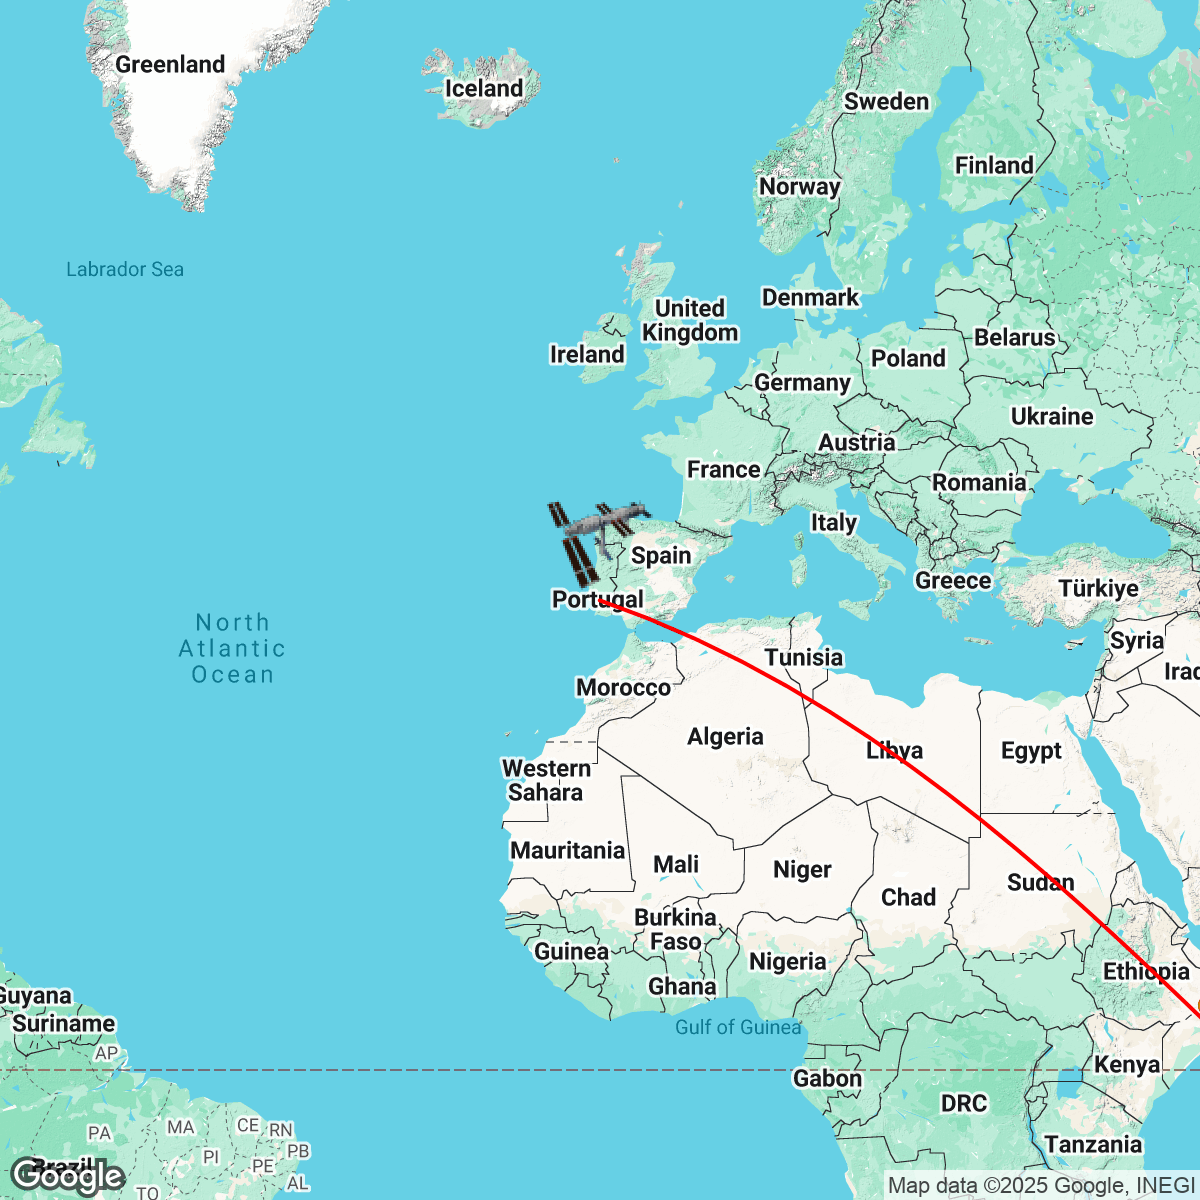 Greenland
Iceland
Sweden
Finland
Norway
Labrador Sea
Denmark
United
Kingdom
Belarus
Ireland
Poland
Germany
Ukraine
Austria
France
Romania
Italy
Spain
Greece
Türkiye
Portugal
North
Atlantic
Ocean
Syria
Tunisia
Iraq
Morocco
Algeria
Libya
Egypt
Western
Sahara
Mauritania
Mali
Niger
Sudan
Chad
Burkina
Faso
Guinea
Nigeria
Ethiopia
Ghana
Guyana
Suriname
Gulf of Guinea
AP
Kenya
Gabon
DRC
PA
MA
CE
RN
Tanzania
PI
PB
PE
Brazil
Google
AL
TO
Map data ©2025 Google, INEGI